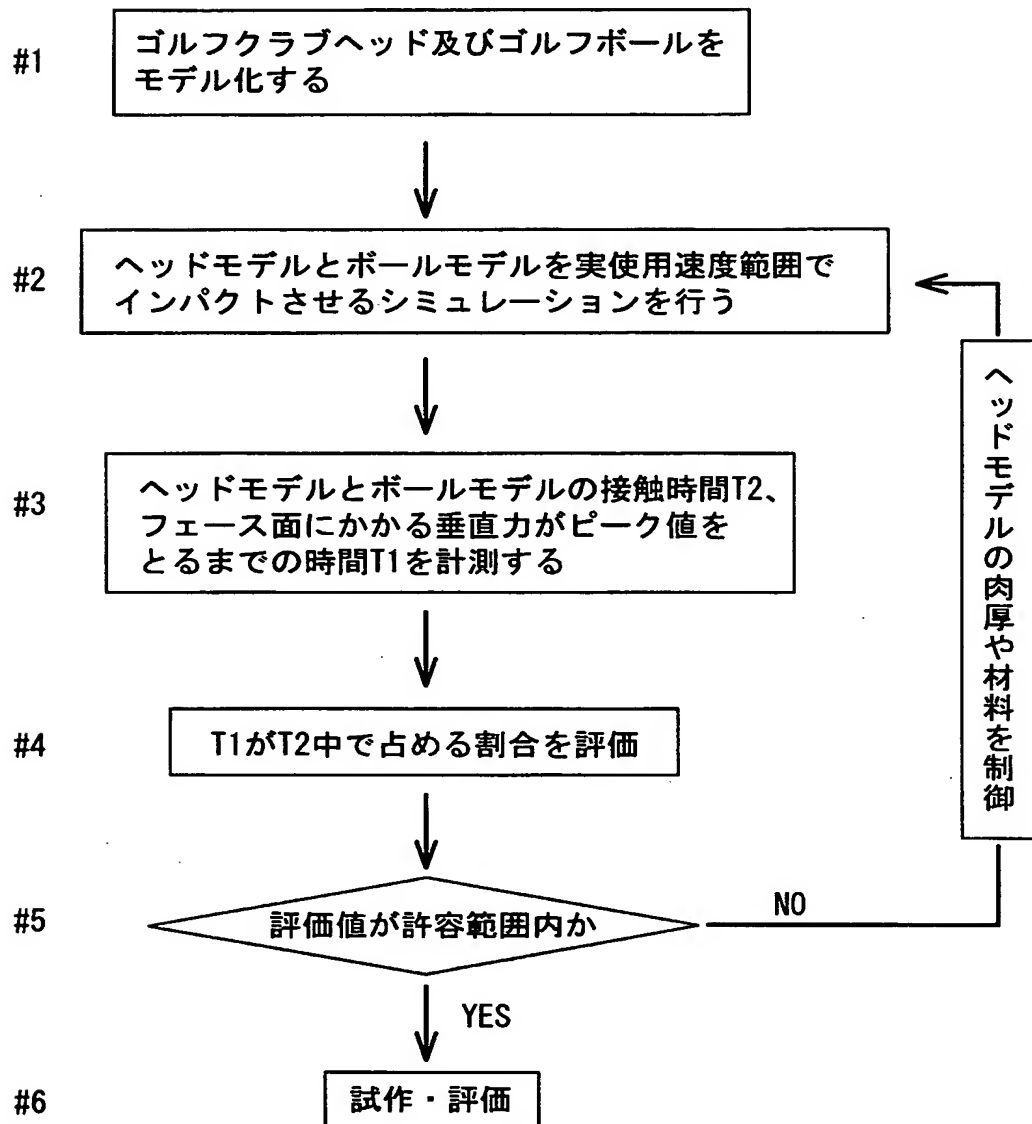 #1
ゴルフクラブヘッド及びゴルフボールを
モデル化する
#2
ヘッドモデルとボールモデルを実使用速度範囲で
インパクトさせるシミュレーションを行う
#3
ヘッドモデルとボールモデルの接触時間T2、
フェース面にかかる垂直力がピーク値を
とるまでの時間T1を計測する
#4
T1がT2中で占める割合を評価
#5
評価値が許容範囲内か
NO
ヘッドモデルの肉厚や材料を制御
YES
#6
試作・評価